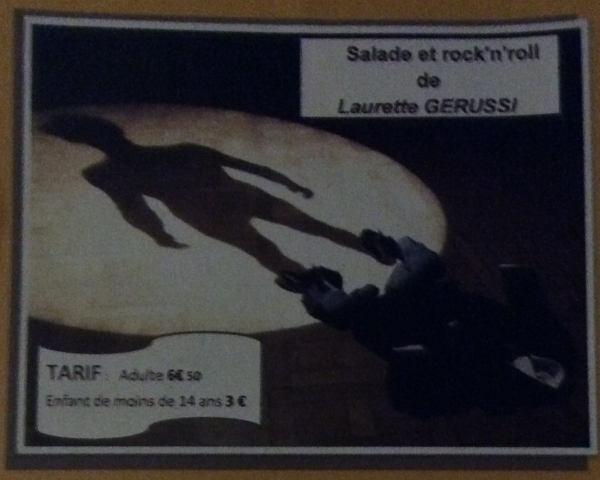 Salade et rock'n'roll
de
Laurette GERUSSI
TARIF : Adulte 6€ 50
Enfant de moins de 14 ans 3 €